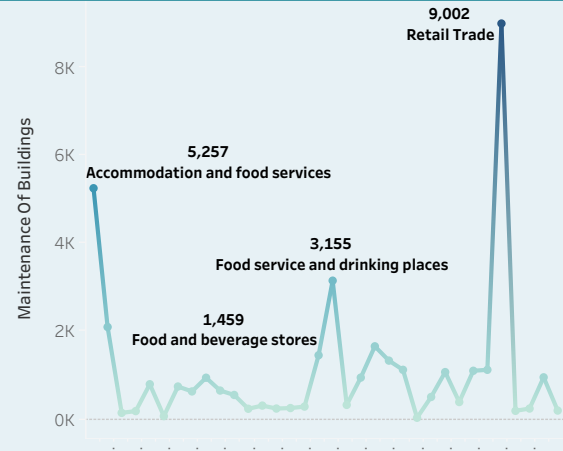 9,002
Retail Trade
8K
6K
5,257
Accommodation and food services
4K
3,155
Food service and drinking places
1,459
Food and beverage stores
2K
0K
Maintenance Of Buildings